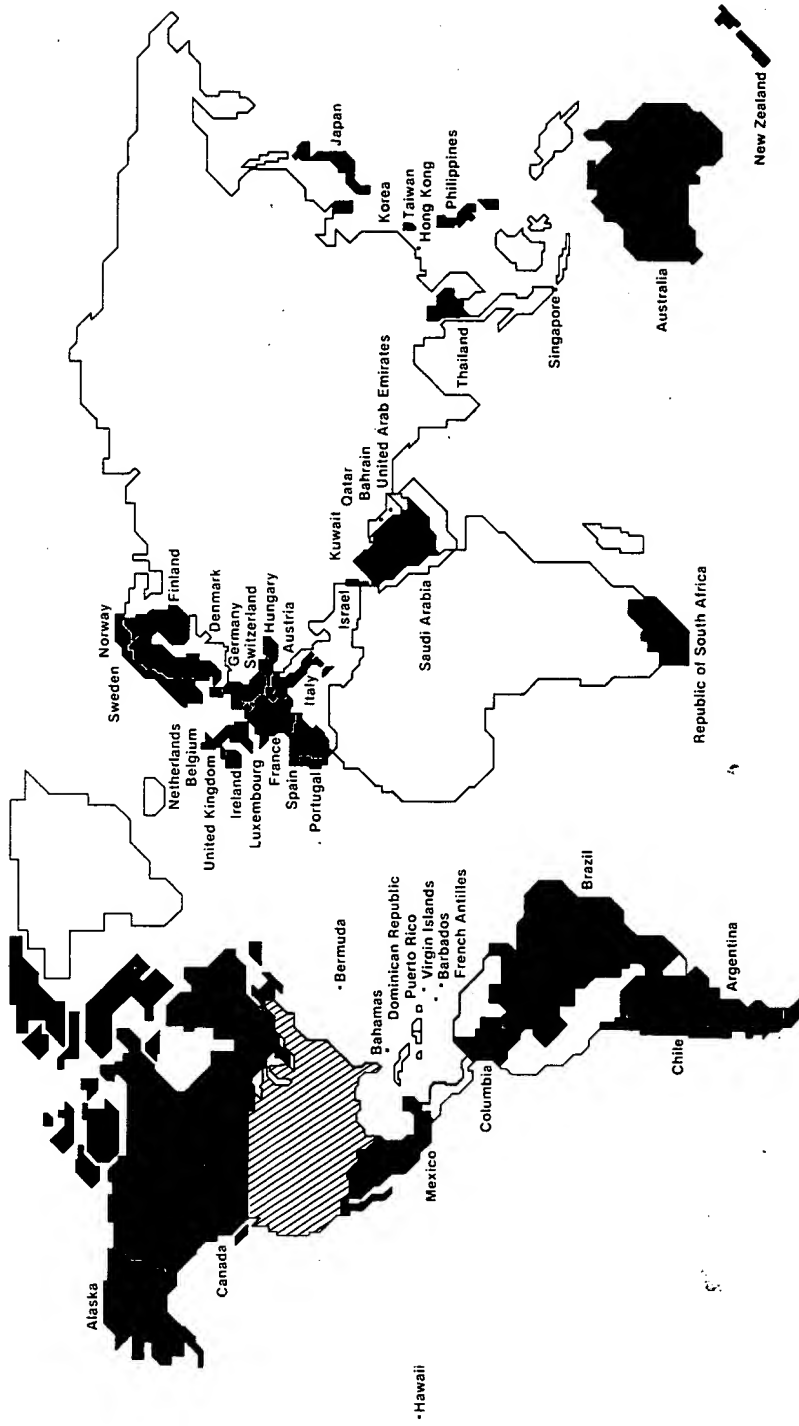 Alaska
Canada
Hawaii
Mexico
Columbia
Chile
Argentina
Brazil
Bermuda
Bahamas
Dominican Republic
Puerto Rico
Virgin Islands
Barbados
French Antilles
Netherlands
Belgium
United Kingdom
Ireland
Luxembourg
France
Spain
Portugal
Sweden
Norway
Finland
Denmark
Germany
Switzerland
Hungary
Austria
Italy
Israel
Kuwait
Qatar
Bahrain
United Arab Emirates
Saudi Arabia
Republic of South Africa
Thailand
Singapore
Japan
Korea
Taiwan
Hong Kong
Philippines
Australia
New Zealand